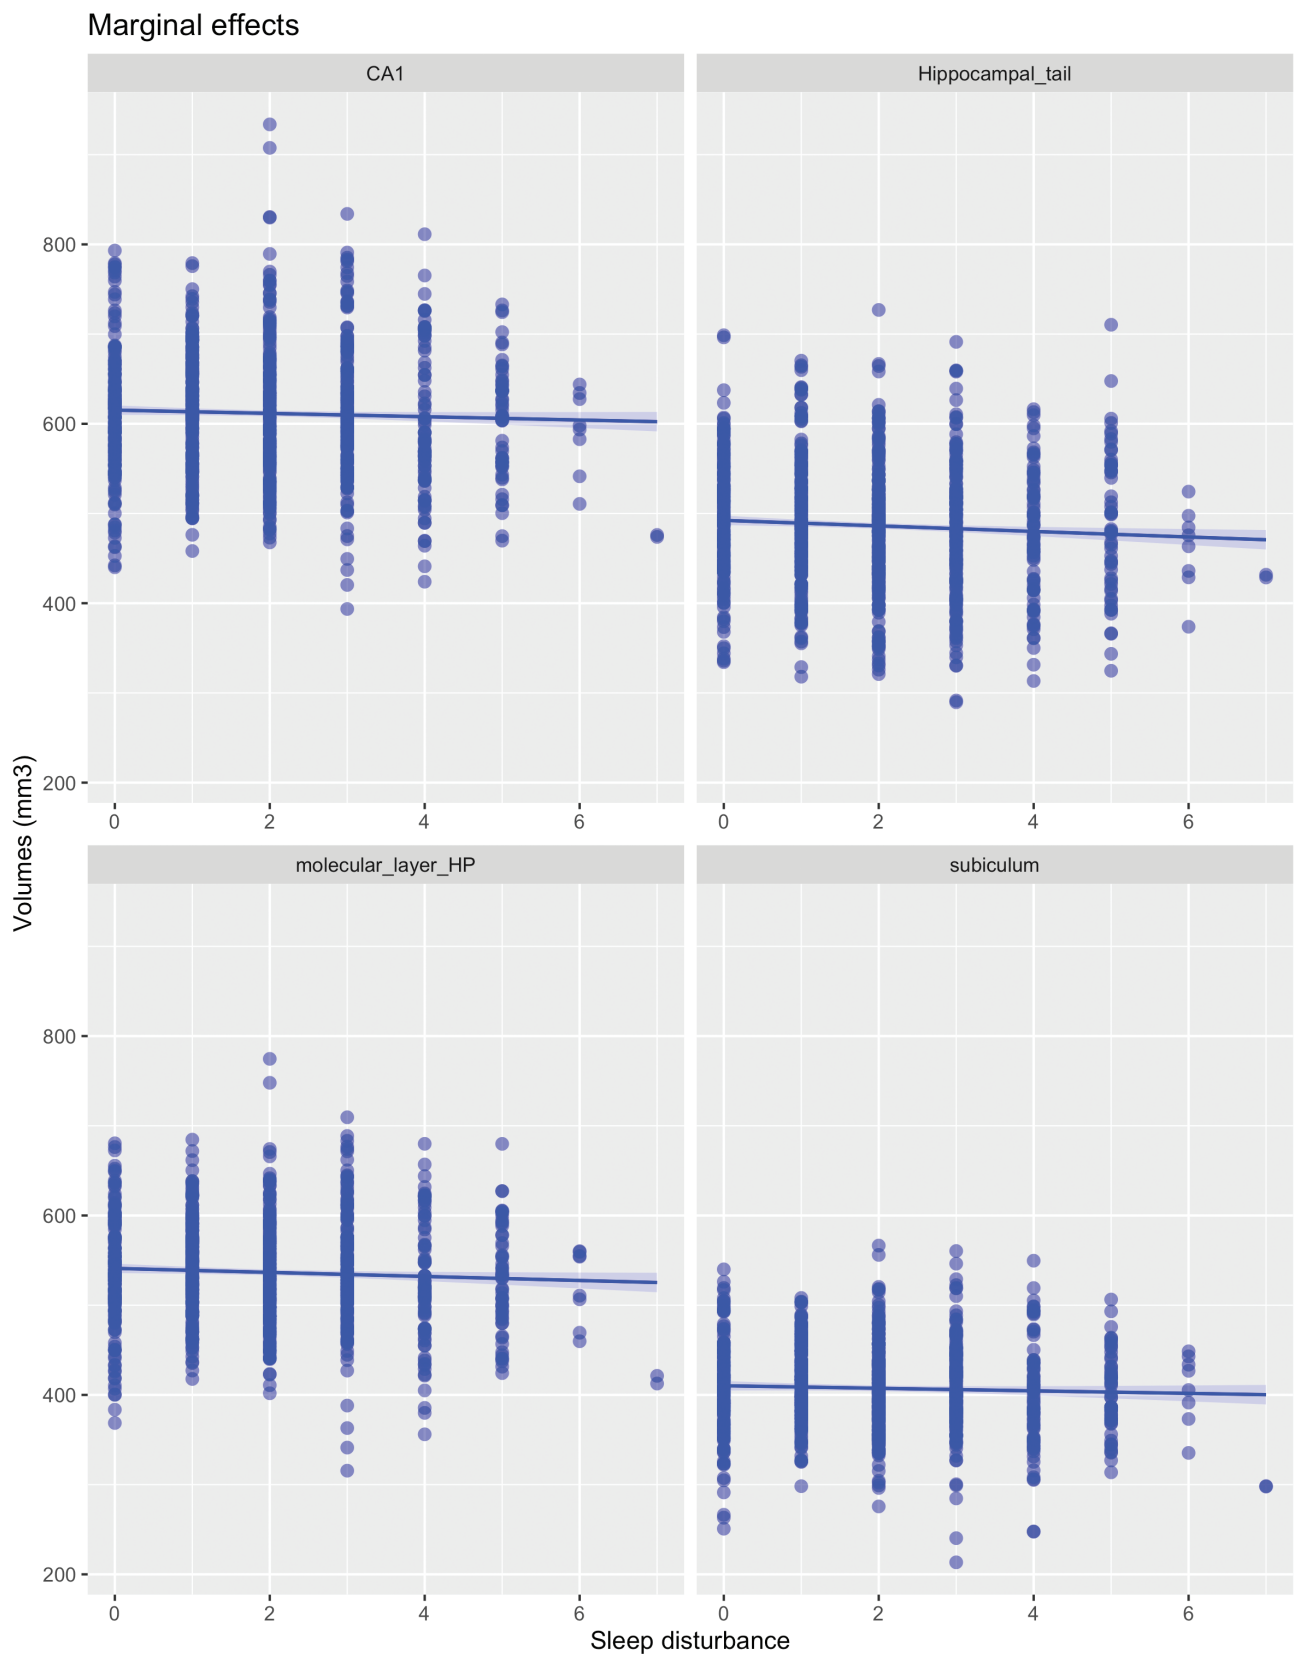 Marginal effects
CA1
Hippocampal_tail
800
600
400
200
0 2 4 6
0 2 4 6
Volumes (mm3)
molecular_layer_HP
subiculum
800
600
400
200
0 2 4 6
0 2 4 6
Sleep disturbance